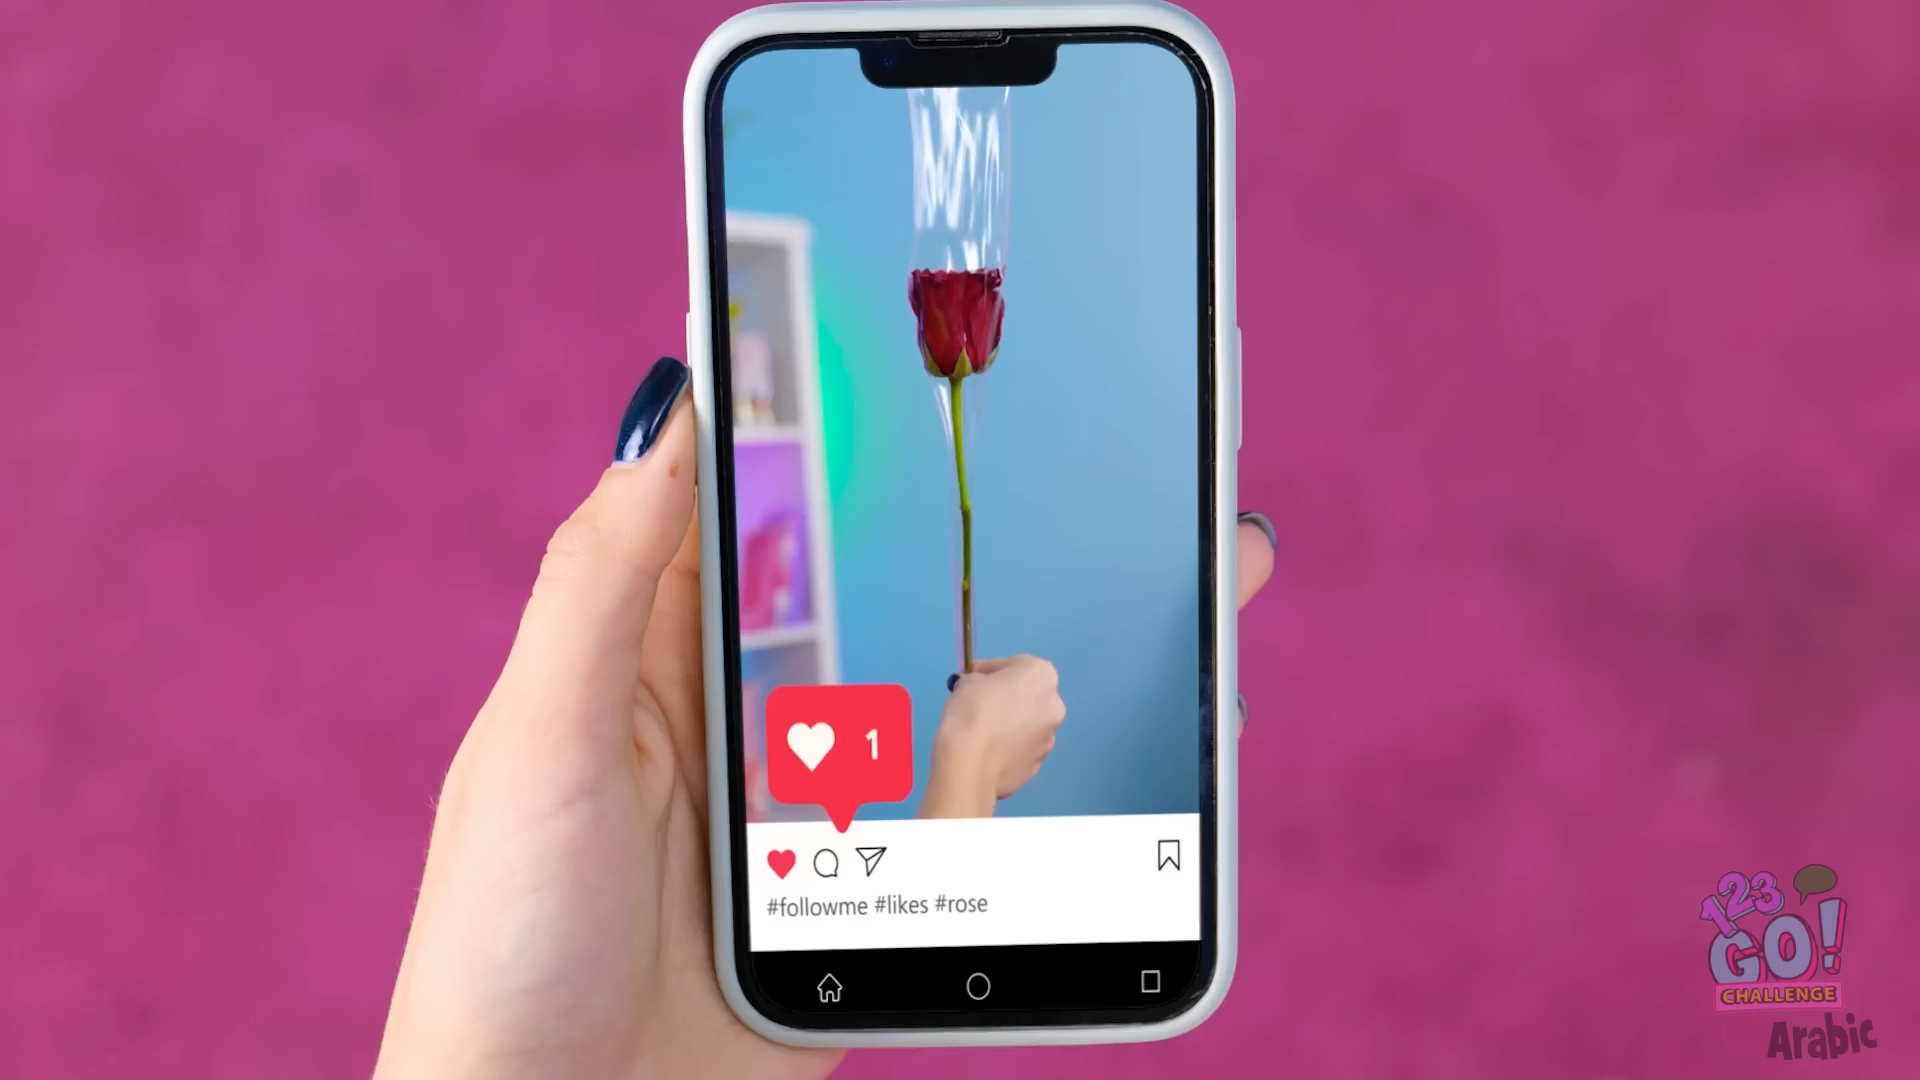 1
#followme #likes #rose
123
GO!
CHALLENGE
Arabic